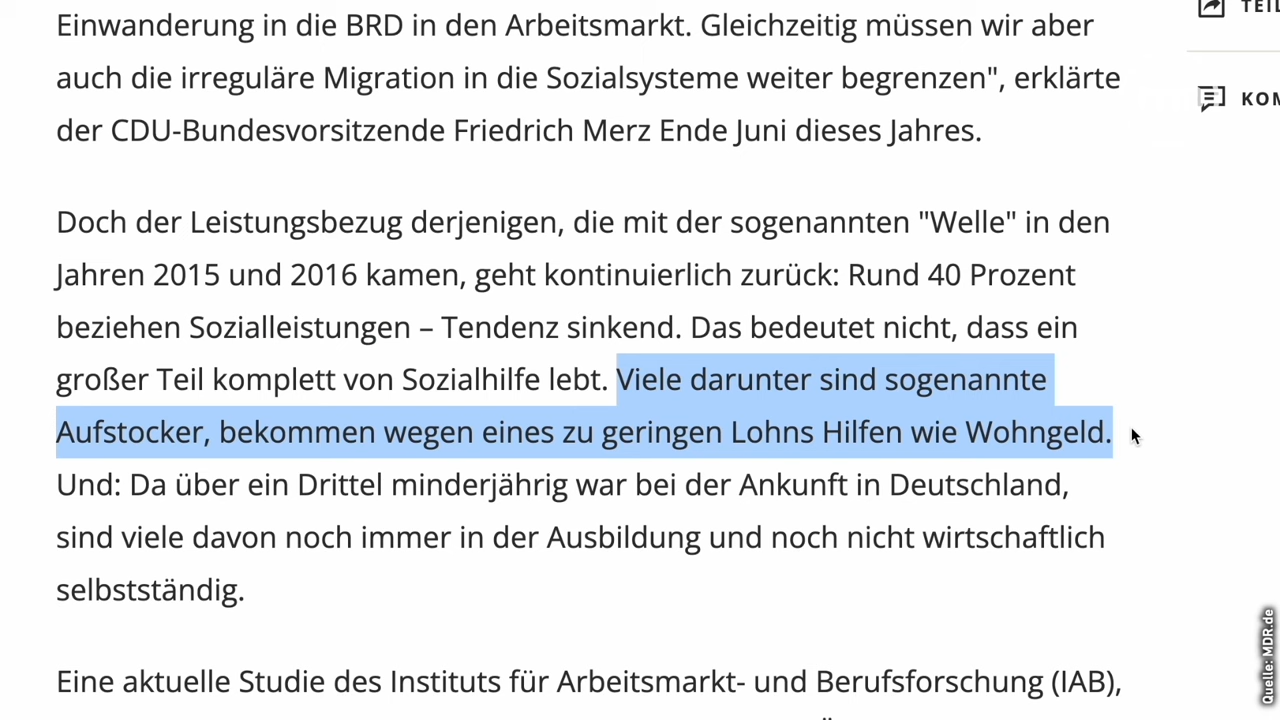 Einwanderung in die BRD in den Arbeitsmarkt. Gleichzeitig müssen wir aber
auch die irreguläre Migration in die Sozialsysteme weiter begrenzen", erklärte
der CDU-Bundesvorsitzende Friedrich Merz Ende Juni dieses Jahres.
Doch der Leistungsbezug derjenigen, die mit der sogenannten "Welle" in den
Jahren 2015 und 2016 kamen, geht kontinuierlich zurück: Rund 40 Prozent
beziehen Sozialleistungen – Tendenz sinkend. Das bedeutet nicht, dass ein
großer Teil komplett von Sozialhilfe lebt. Viele darunter sind sogenannte
Aufstocker, bekommen wegen eines zu geringen Lohns Hilfen wie Wohngeld.
Und: Da über ein Drittel minderjährig war bei der Ankunft in Deutschland,
sind viele davon noch immer in der Ausbildung und noch nicht wirtschaftlich
selbstständig.
Eine aktuelle Studie des Instituts für Arbeitsmarkt- und Berufsforschung (IAB),
TEIL
KOM
Quelle: MDR.de